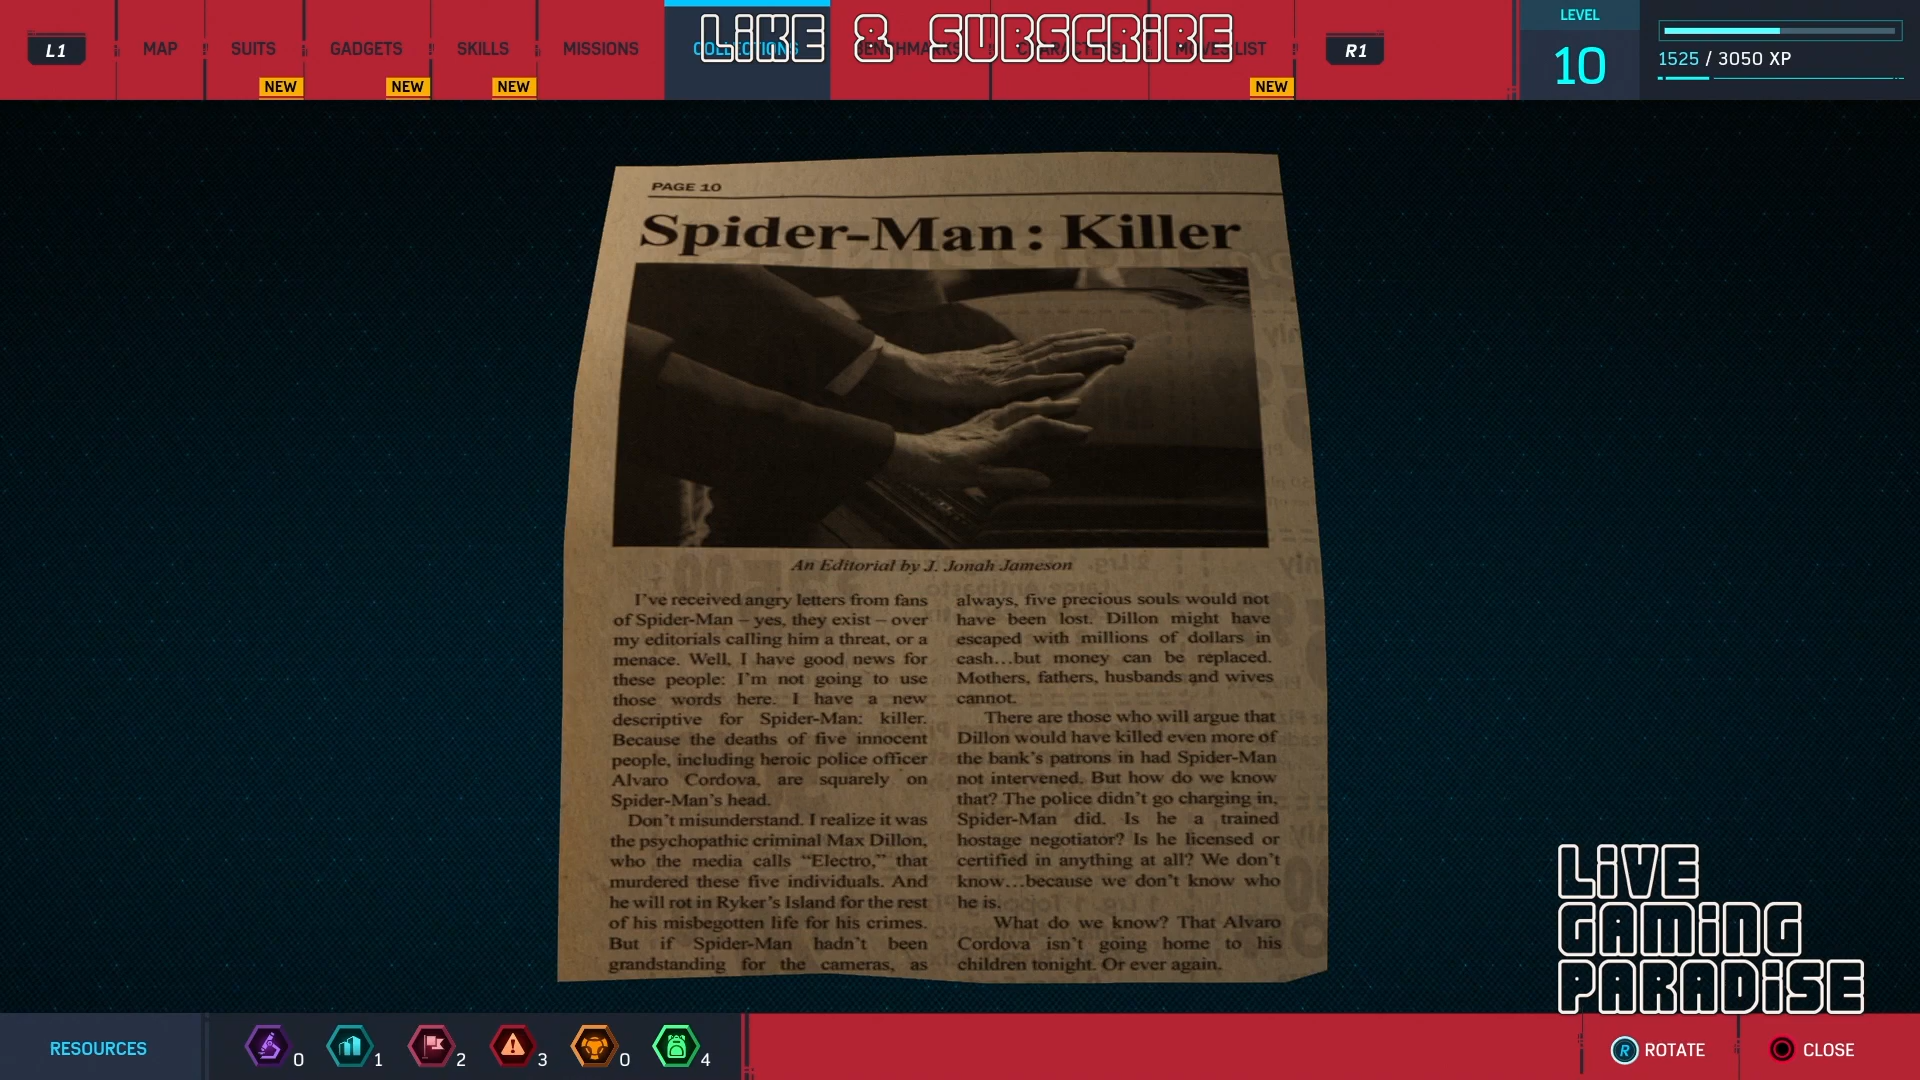 L1
MAP
SUITS
NEW
GADGETS
NEW
SKILLS
NEW
MISSIONS
COLLECTIONS
BENCHMARKS
CHARACTERS
MOVES LIST
NEW
LiKE & SUBSCRiBE
R1
LEVEL
10
1525 / 3050 XP
PAGE 10
Spider-Man: Killer
An Editorial by J. Jonah Jameson
I've received angry letters from fans
of Spider-Man – yes, they exist – over
my editorials calling him a threat, or a
menace. Well, I have good news for
these people: I'm not going to use
those words here. I have a new
descriptive for Spider-Man: killer.
Because the deaths of five innocent
people, including heroic police officer
Alvaro Cordova, are squarely on
Spider-Man's head.
Don't misunderstand. I realize it was
the psychopathic criminal Max Dillon,
who the media calls "Electro," that
murdered these five individuals. And
he will rot in Ryker's Island for the rest
of his misbegotten life for his crimes.
But if Spider-Man hadn't been
grandstanding for the cameras, as
always, five precious souls would not
have been lost. Dillon might have
escaped with millions of dollars in
cash...but money can be replaced.
Mothers, fathers, husbands and wives
cannot.
There are those who will argue that
Dillon would have killed even more of
the bank's patrons in had Spider-Man
not intervened. But how do we know
that? The police didn't go charging in,
Spider-Man did. Is he a trained
hostage negotiator? Is he licensed or
certified in anything at all? We don't
know...because we don't know who
he is.
What do we know? That Alvaro
Cordova isn't going home to his
children tonight. Or ever again.
LiVE
GAMiNG
PARADiSE
RESOURCES
0
1
2
3
0
4
R ROTATE
CLOSE